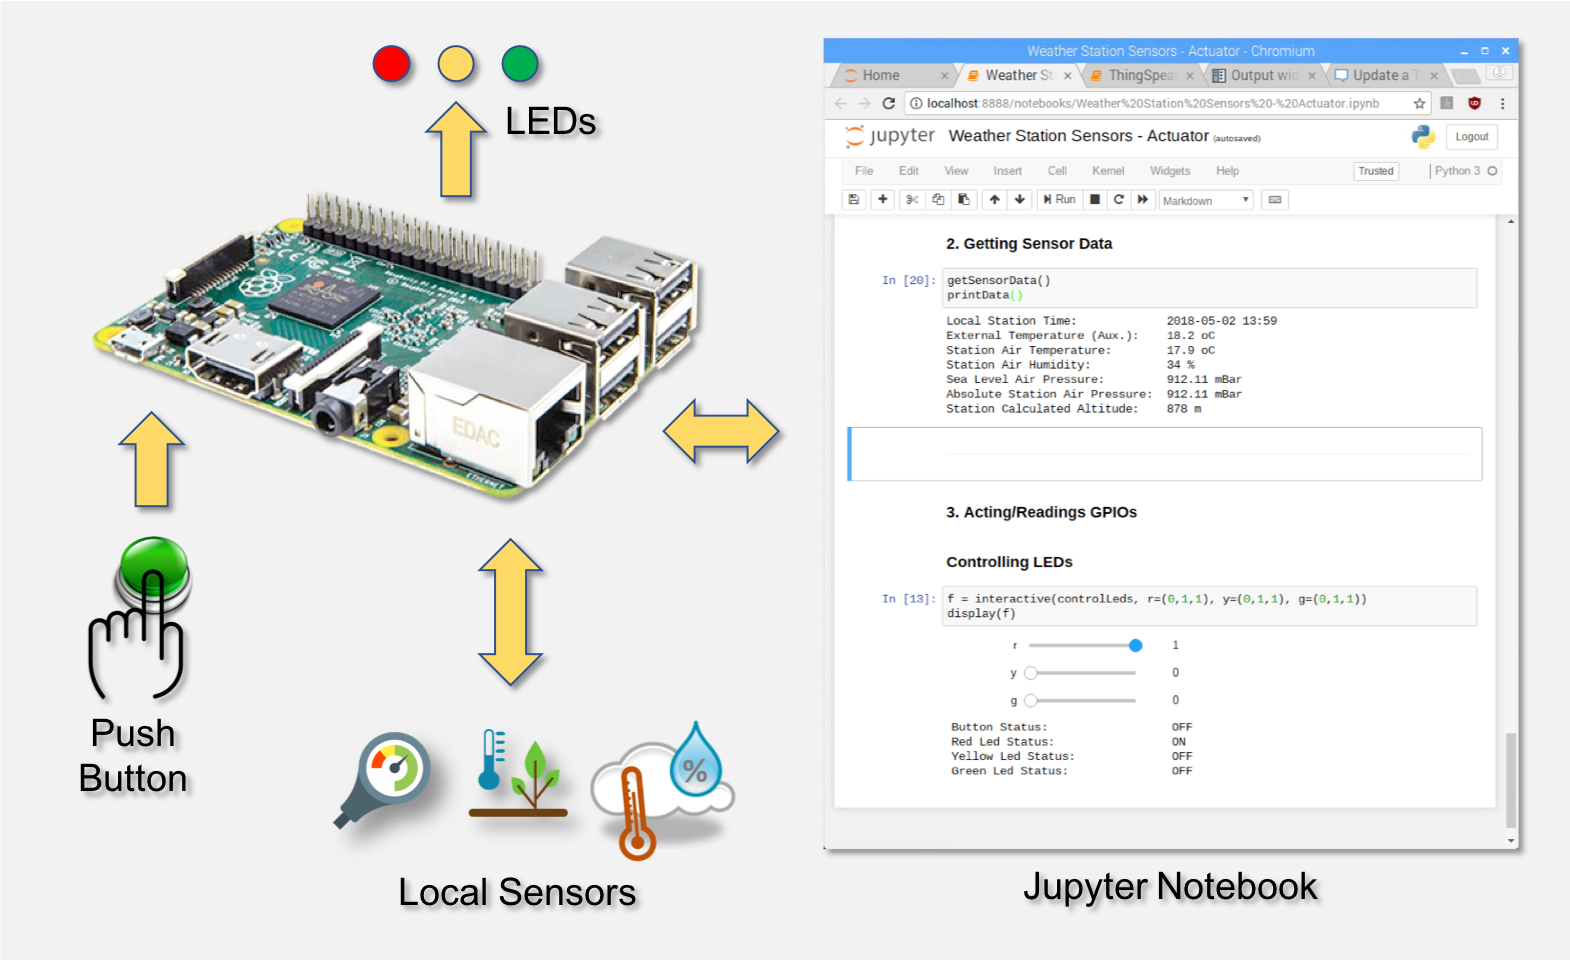 LEDs
EDAC
ETHERNET
Push
Button
%
Local Sensors
Weather Station Sensors - Actuator - Chromium
Home
Weather St
ThingSpea
Output wid
Update a T
localhost:8888/notebooks/Weather%20Station%20Sensors%20-%20Actuator.ipynb
jupyter Weather Station Sensors - Actuator (autosaved)
Logout
File Edit View Insert Cell Kernel Widgets Help
Trusted
Python 3
Run
Markdown
2. Getting Sensor Data
In [20]: getSensorData()
printData()
Local Station Time: 2018-05-02 13:59
External Temperature (Aux.): 18.2 oC
Station Air Temperature: 17.9 oC
Station Air Humidity: 34 %
Sea Level Air Pressure: 912.11 mBar
Absolute Station Air Pressure: 912.11 mBar
Station Calculated Altitude: 878 m
3. Acting/Readings GPIOs
Controlling LEDs
In [13]: f = interactive(controlLeds, r=(0,1,1), y=(0,1,1), g=(0,1,1))
display(f)
r 1
y 0
g 0
Button Status: OFF
Red Led Status: ON
Yellow Led Status: OFF
Green Led Status: OFF
Jupyter Notebook